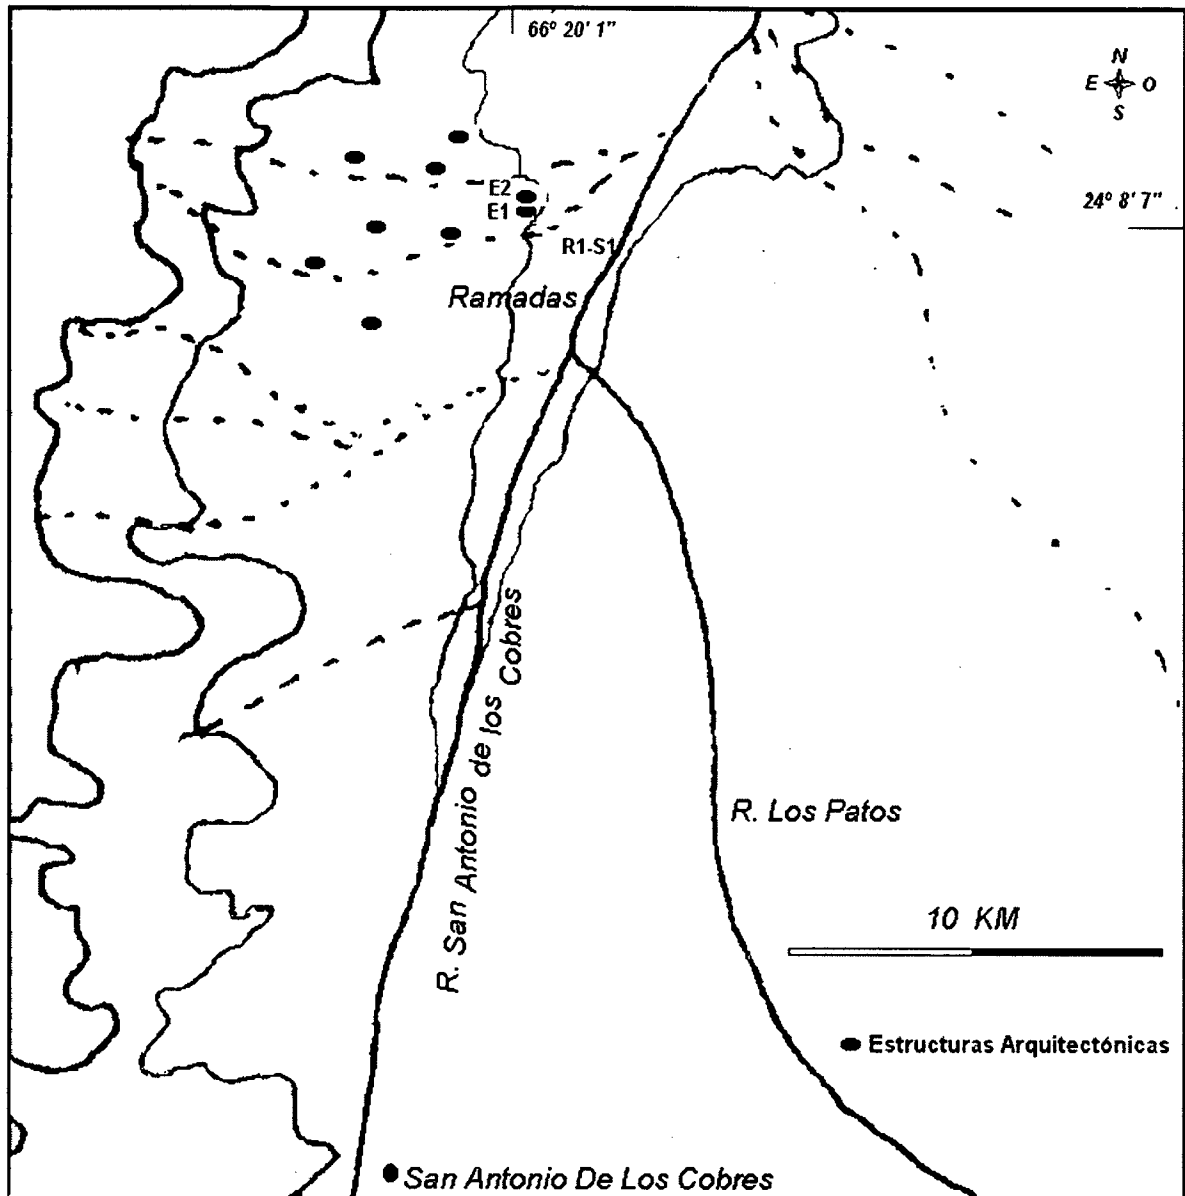 66º 20' 1"
N
E O
S
24º 8' 7"
E2
E1
R1-S1
Ramadas
R. San Antonio de los Cobres
R. Los Patos
10 KM
Estructuras Arquitectónicas
San Antonio De Los Cobres